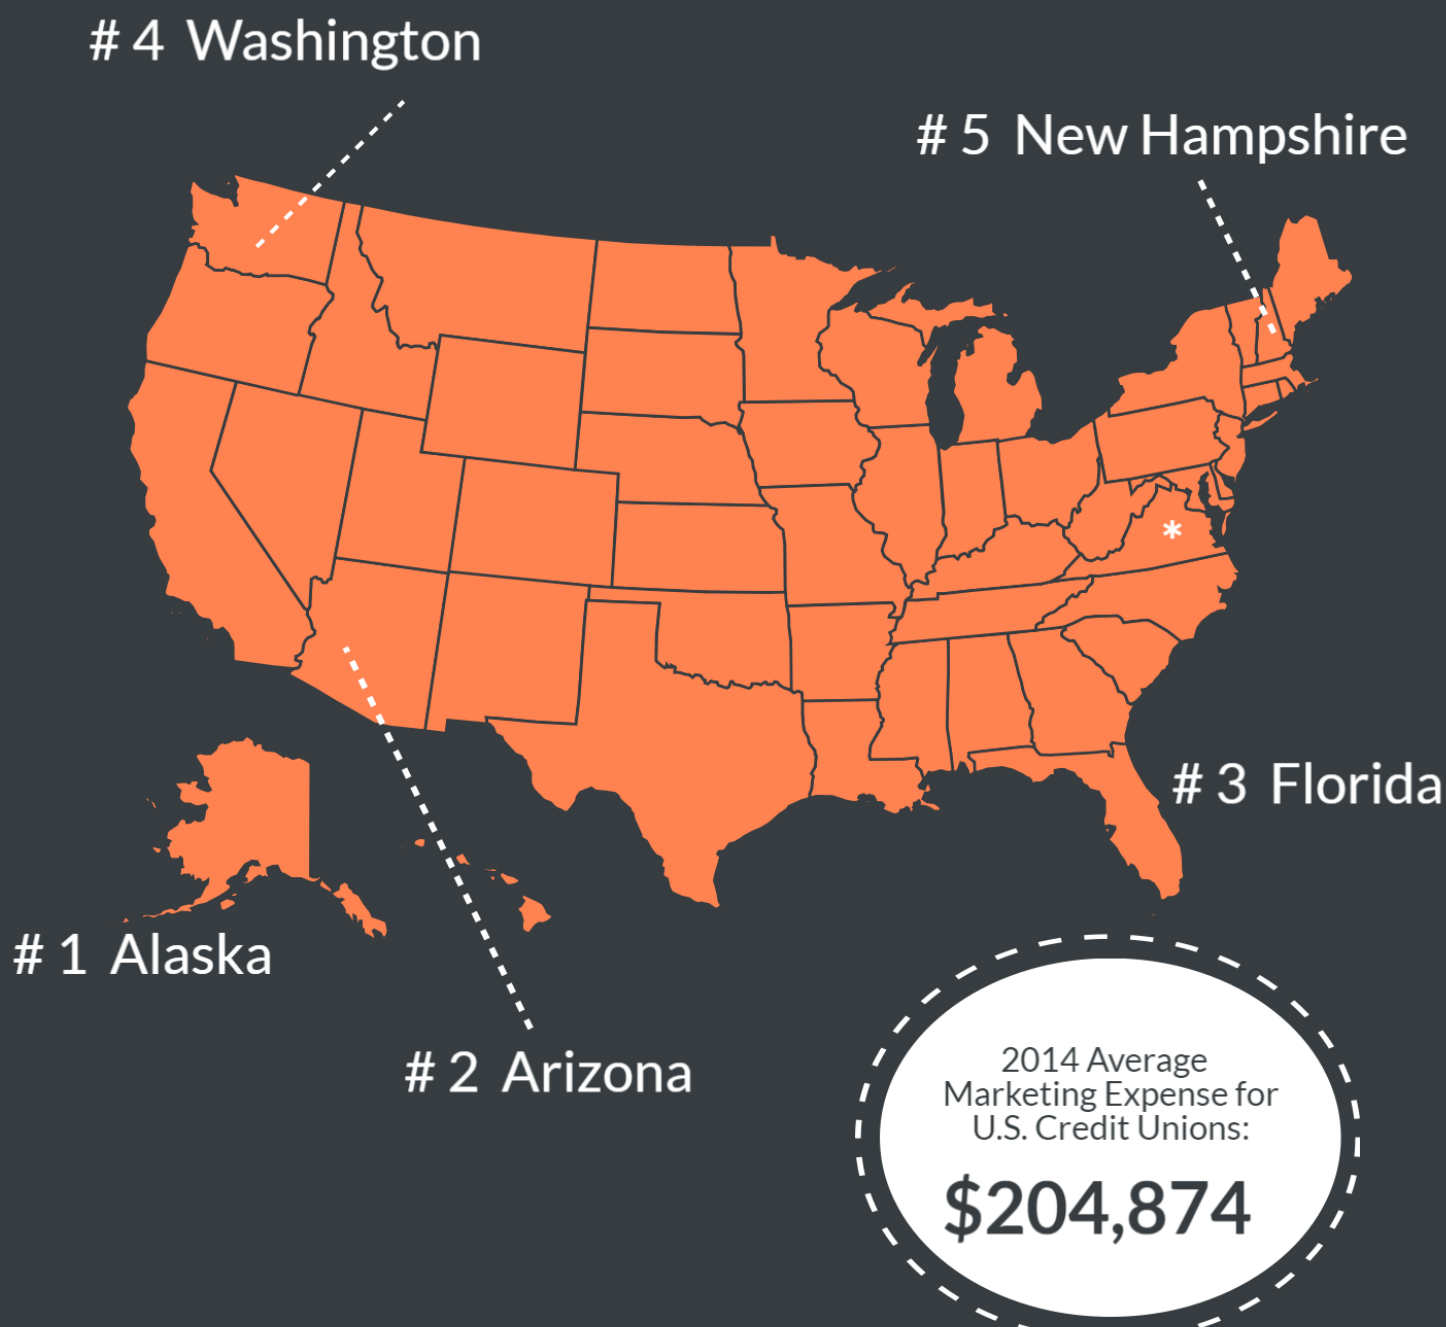 # 4 Washington
# 5 New Hampshire
*
# 3 Florida
# 1 Alaska
# 2 Arizona
2014 Average
Marketing Expense for
U.S. Credit Unions:
$204,874